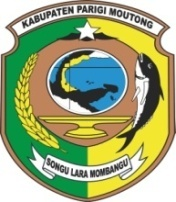 KABUPATEN PARIGI MOUTONG
SONGU LARA MOMBANGU